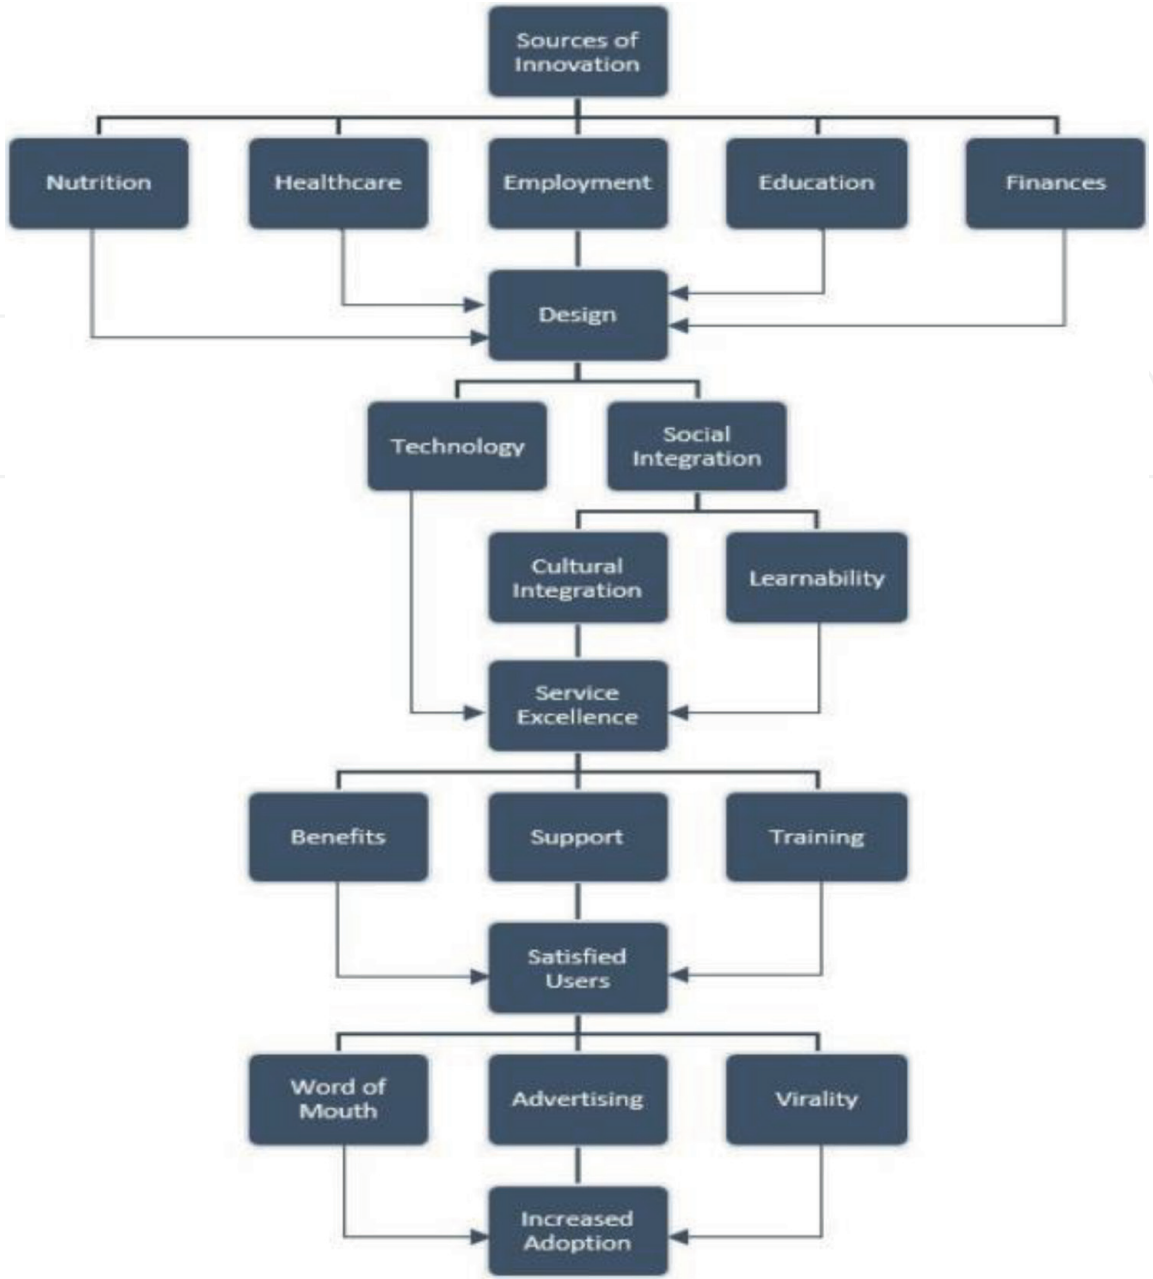 Sources of
Innovation
Nutrition
Healthcare
Employment
Education
Finances
Design
Technology
Social
Integration
Cultural
Integration
Learnability
Service
Excellence
Benefits
Support
Training
Satisfied
Users
Word of
Mouth
Advertising
Virality
Increased
Adoption